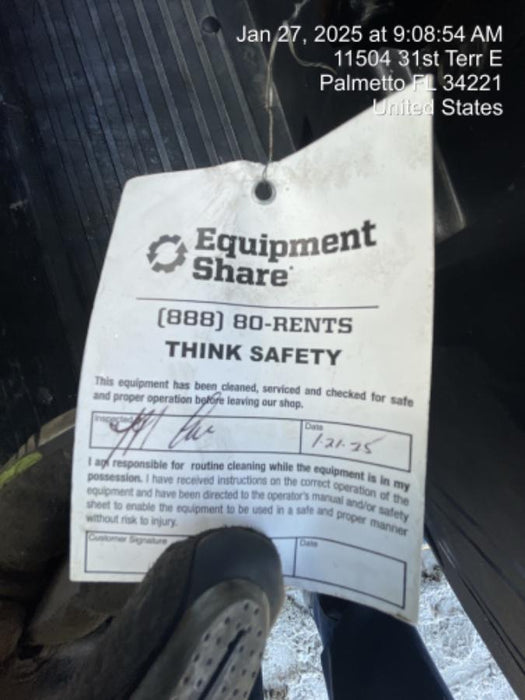 Jan 27, 2025 at 9:08:54 AM
11504 31st Terr E
Palmetto FL 34221
United States
Equipment
Share
(888) 80-RENTS
THINK SAFETY
This equipment has been cleaned, serviced and checked for safe
and proper operation before leaving our shop.
Date
1-21-25
I am responsible for routine cleaning while the equipment is in my
possession. I have received instructions on the correct operation of the
equipment and have been directed to the operator's manual and/or safety
sheet to enable the equipment to be used in a safe and proper manner
without risk to injury.
Customer Signature
Date